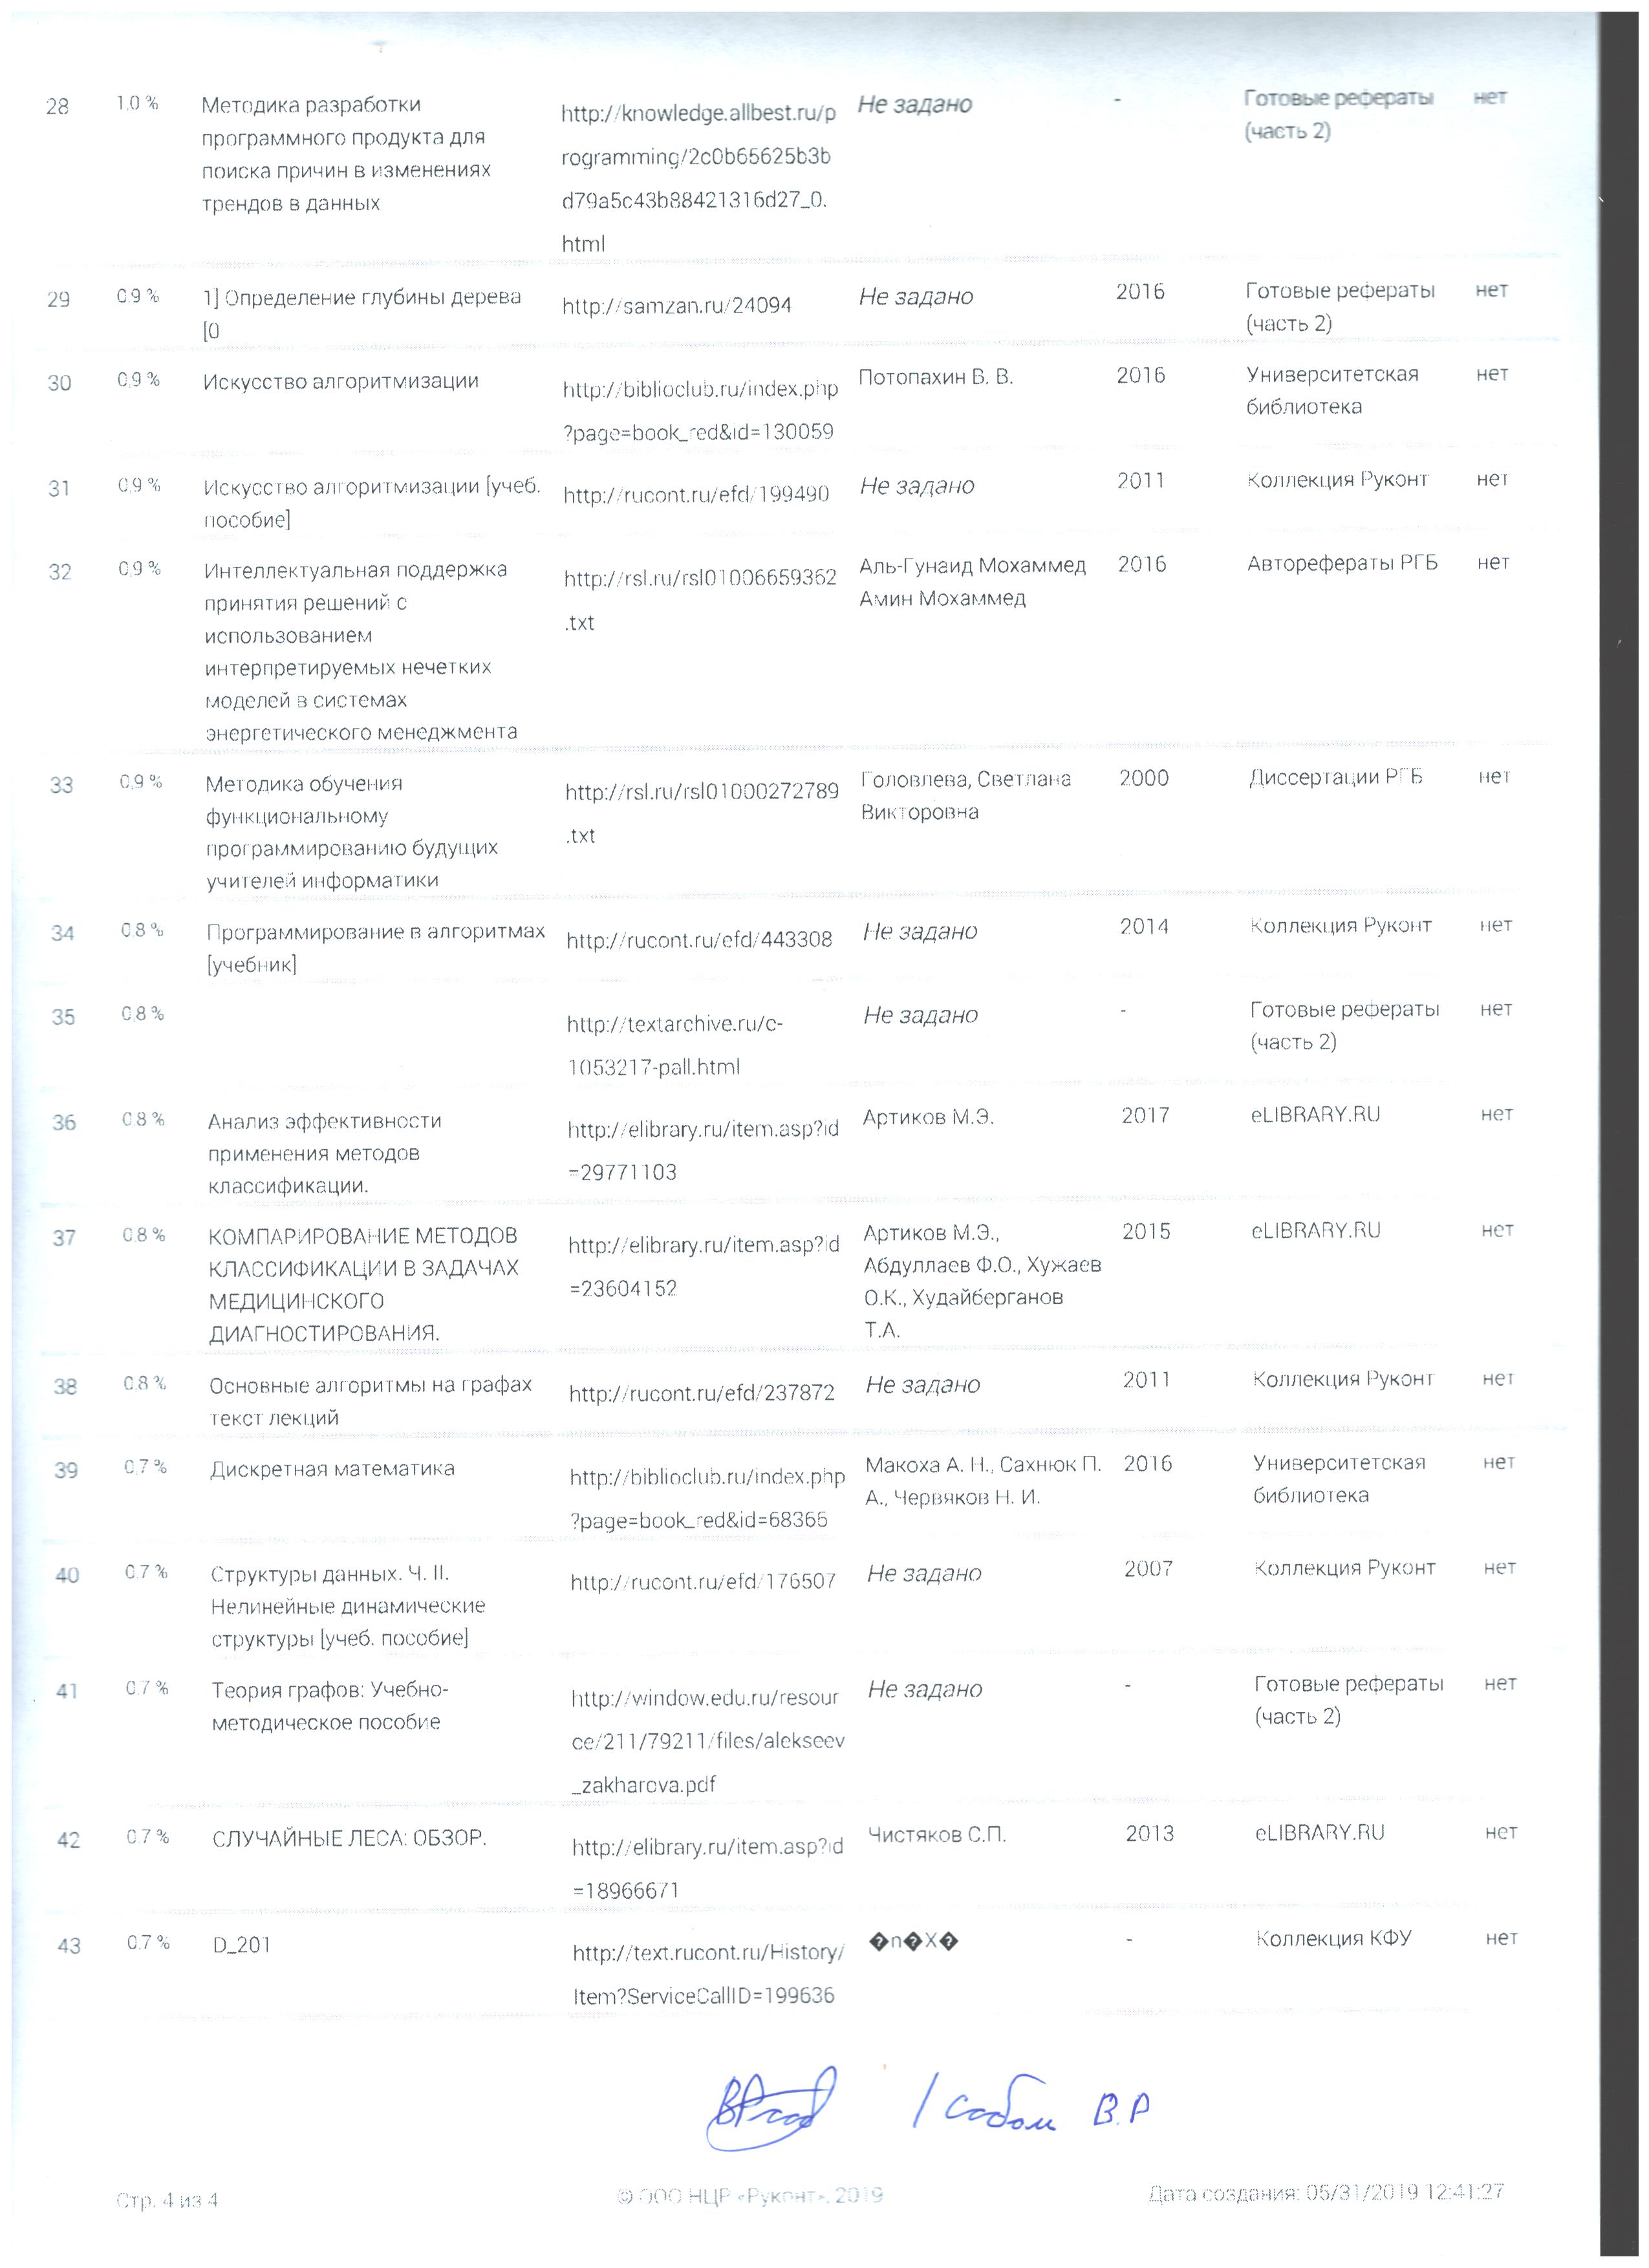 28 1.0 % Методика разработки http://knowledge.allbest.ru/p Не задано - Готовые рефераты нет
программного продукта для rogramming/2c0b65625b3b (часть 2)
поиска причин в изменениях d79a5c43b88421316d27_0.
трендов в данных html
29 0.9 % 1] Определение глубины дерева http://samzan.ru/24094 Не задано 2016 Готовые рефераты нет
[0 (часть 2)
30 0.9 % Искусство алгоритмизации http://biblioclub.ru/index.php Потопахин В. В. 2016 Университетская нет
?page=book_red&id=130059 библиотека
31 0.9 % Искусство алгоритмизации [учеб. http://rucont.ru/efd/199490 Не задано 2011 Коллекция Руконт нет
пособие]
32 0.9 % Интеллектуальная поддержка http://rsl.ru/rsl01006659362 Аль-Гунаид Мохаммед 2016 Авторефераты РГБ нет
принятия решений с .txt Амин Мохаммед
использованием
интерпретируемых нечетких
моделей в системах
энергетического менеджмента
33 0.9 % Методика обучения http://rsl.ru/rsl01000272789 Головлева, Светлана 2000 Диссертации РГБ нет
функциональному .txt Викторовна
программированию будущих
учителей информатики
34 0.8 % Программирование в алгоритмах http://rucont.ru/efd/443308 Не задано 2014 Коллекция Руконт нет
[учебник]
35 0.8 % http://textarchive.ru/c- Не задано - Готовые рефераты нет
1053217-pall.html (часть 2)
36 0.8 % Анализ эффективности http://elibrary.ru/item.asp?id Артиков М.Э. 2017 eLIBRARY.RU нет
применения методов =29771103
классификации.
37 0.8 % КОМПАРИРОВАНИЕ МЕТОДОВ http://elibrary.ru/item.asp?id Артиков М.Э., 2015 eLIBRARY.RU нет
КЛАССИФИКАЦИИ В ЗАДАЧАХ =23604152 Абдуллаев Ф.О., Хужаев
МЕДИЦИНСКОГО О.К., Худайберганов
ДИАГНОСТИРОВАНИЯ. Т.А.
38 0.8 % Основные алгоритмы на графах http://rucont.ru/efd/237872 Не задано 2011 Коллекция Руконт нет
текст лекций
39 0.7 % Дискретная математика http://biblioclub.ru/index.php Макоха А. Н., Сахнюк П. 2016 Университетская нет
?page=book_red&id=68365 А., Червяков Н. И. библиотека
40 0.7 % Структуры данных. Ч. II. http://rucont.ru/efd/176507 Не задано 2007 Коллекция Руконт нет
Нелинейные динамические
структуры [учеб. пособие]
41 0.7 % Теория графов: Учебно- http://window.edu.ru/resour Не задано - Готовые рефераты нет
методическое пособие ce/211/79211/files/alekseev (часть 2)
_zakharova.pdf
42 0.7 % СЛУЧАЙНЫЕ ЛЕСА: ОБЗОР. http://elibrary.ru/item.asp?id Чистяков С.П. 2013 eLIBRARY.RU нет
=18966671
43 0.7 % D_201 http://text.rucont.ru/History/ �n�X� - Коллекция КФУ нет
Item?ServiceCallID=199636
/ В.Р
Стр. 4 из 4 © ООО НЦР «Руконт», 2019 Дата создания: 05/31/2019 12:41:27